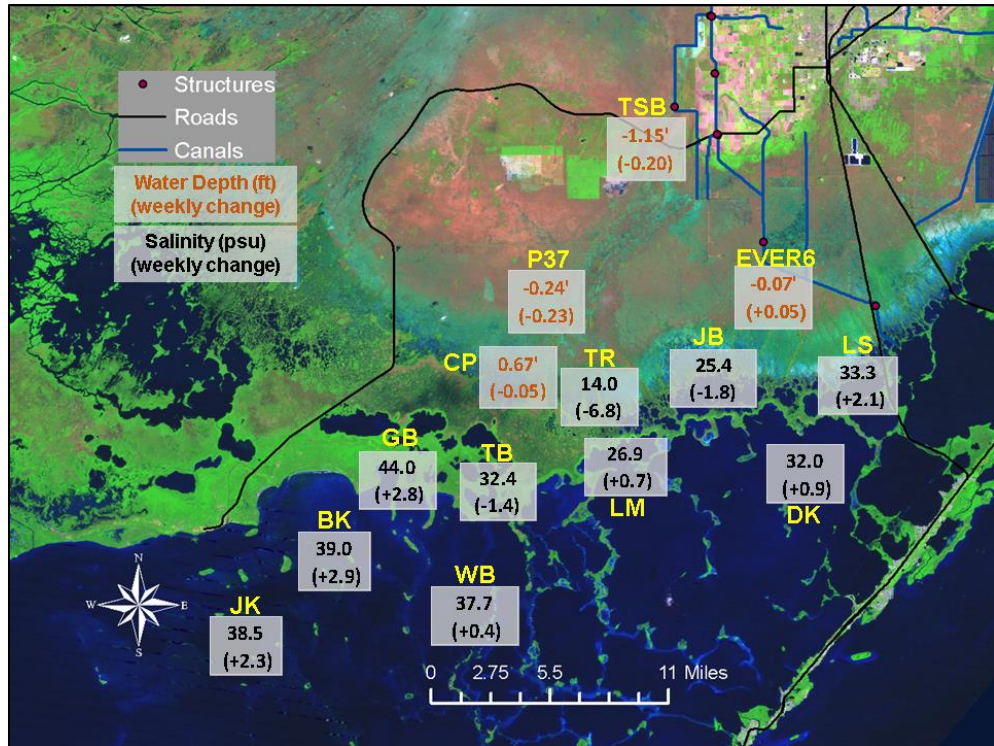 Structures
Roads
Canals
Water Depth (ft)
(weekly change)
Salinity (psu)
(weekly change)
TSB
-1.15'
(-0.20)
P37
-0.24'
(-0.23)
EVER6
-0.07'
(+0.05)
CP
0.67'
(-0.05)
TR
14.0
(-6.8)
JB
25.4
(-1.8)
LS
33.3
(+2.1)
GB
44.0
(+2.8)
TB
32.4
(-1.4)
26.9
(+0.7)
LM
32.0
(+0.9)
DK
BK
39.0
(+2.9)
WB
37.7
(+0.4)
JK
38.5
(+2.3)
N
W E
S
0 2.75 5.5 11 Miles